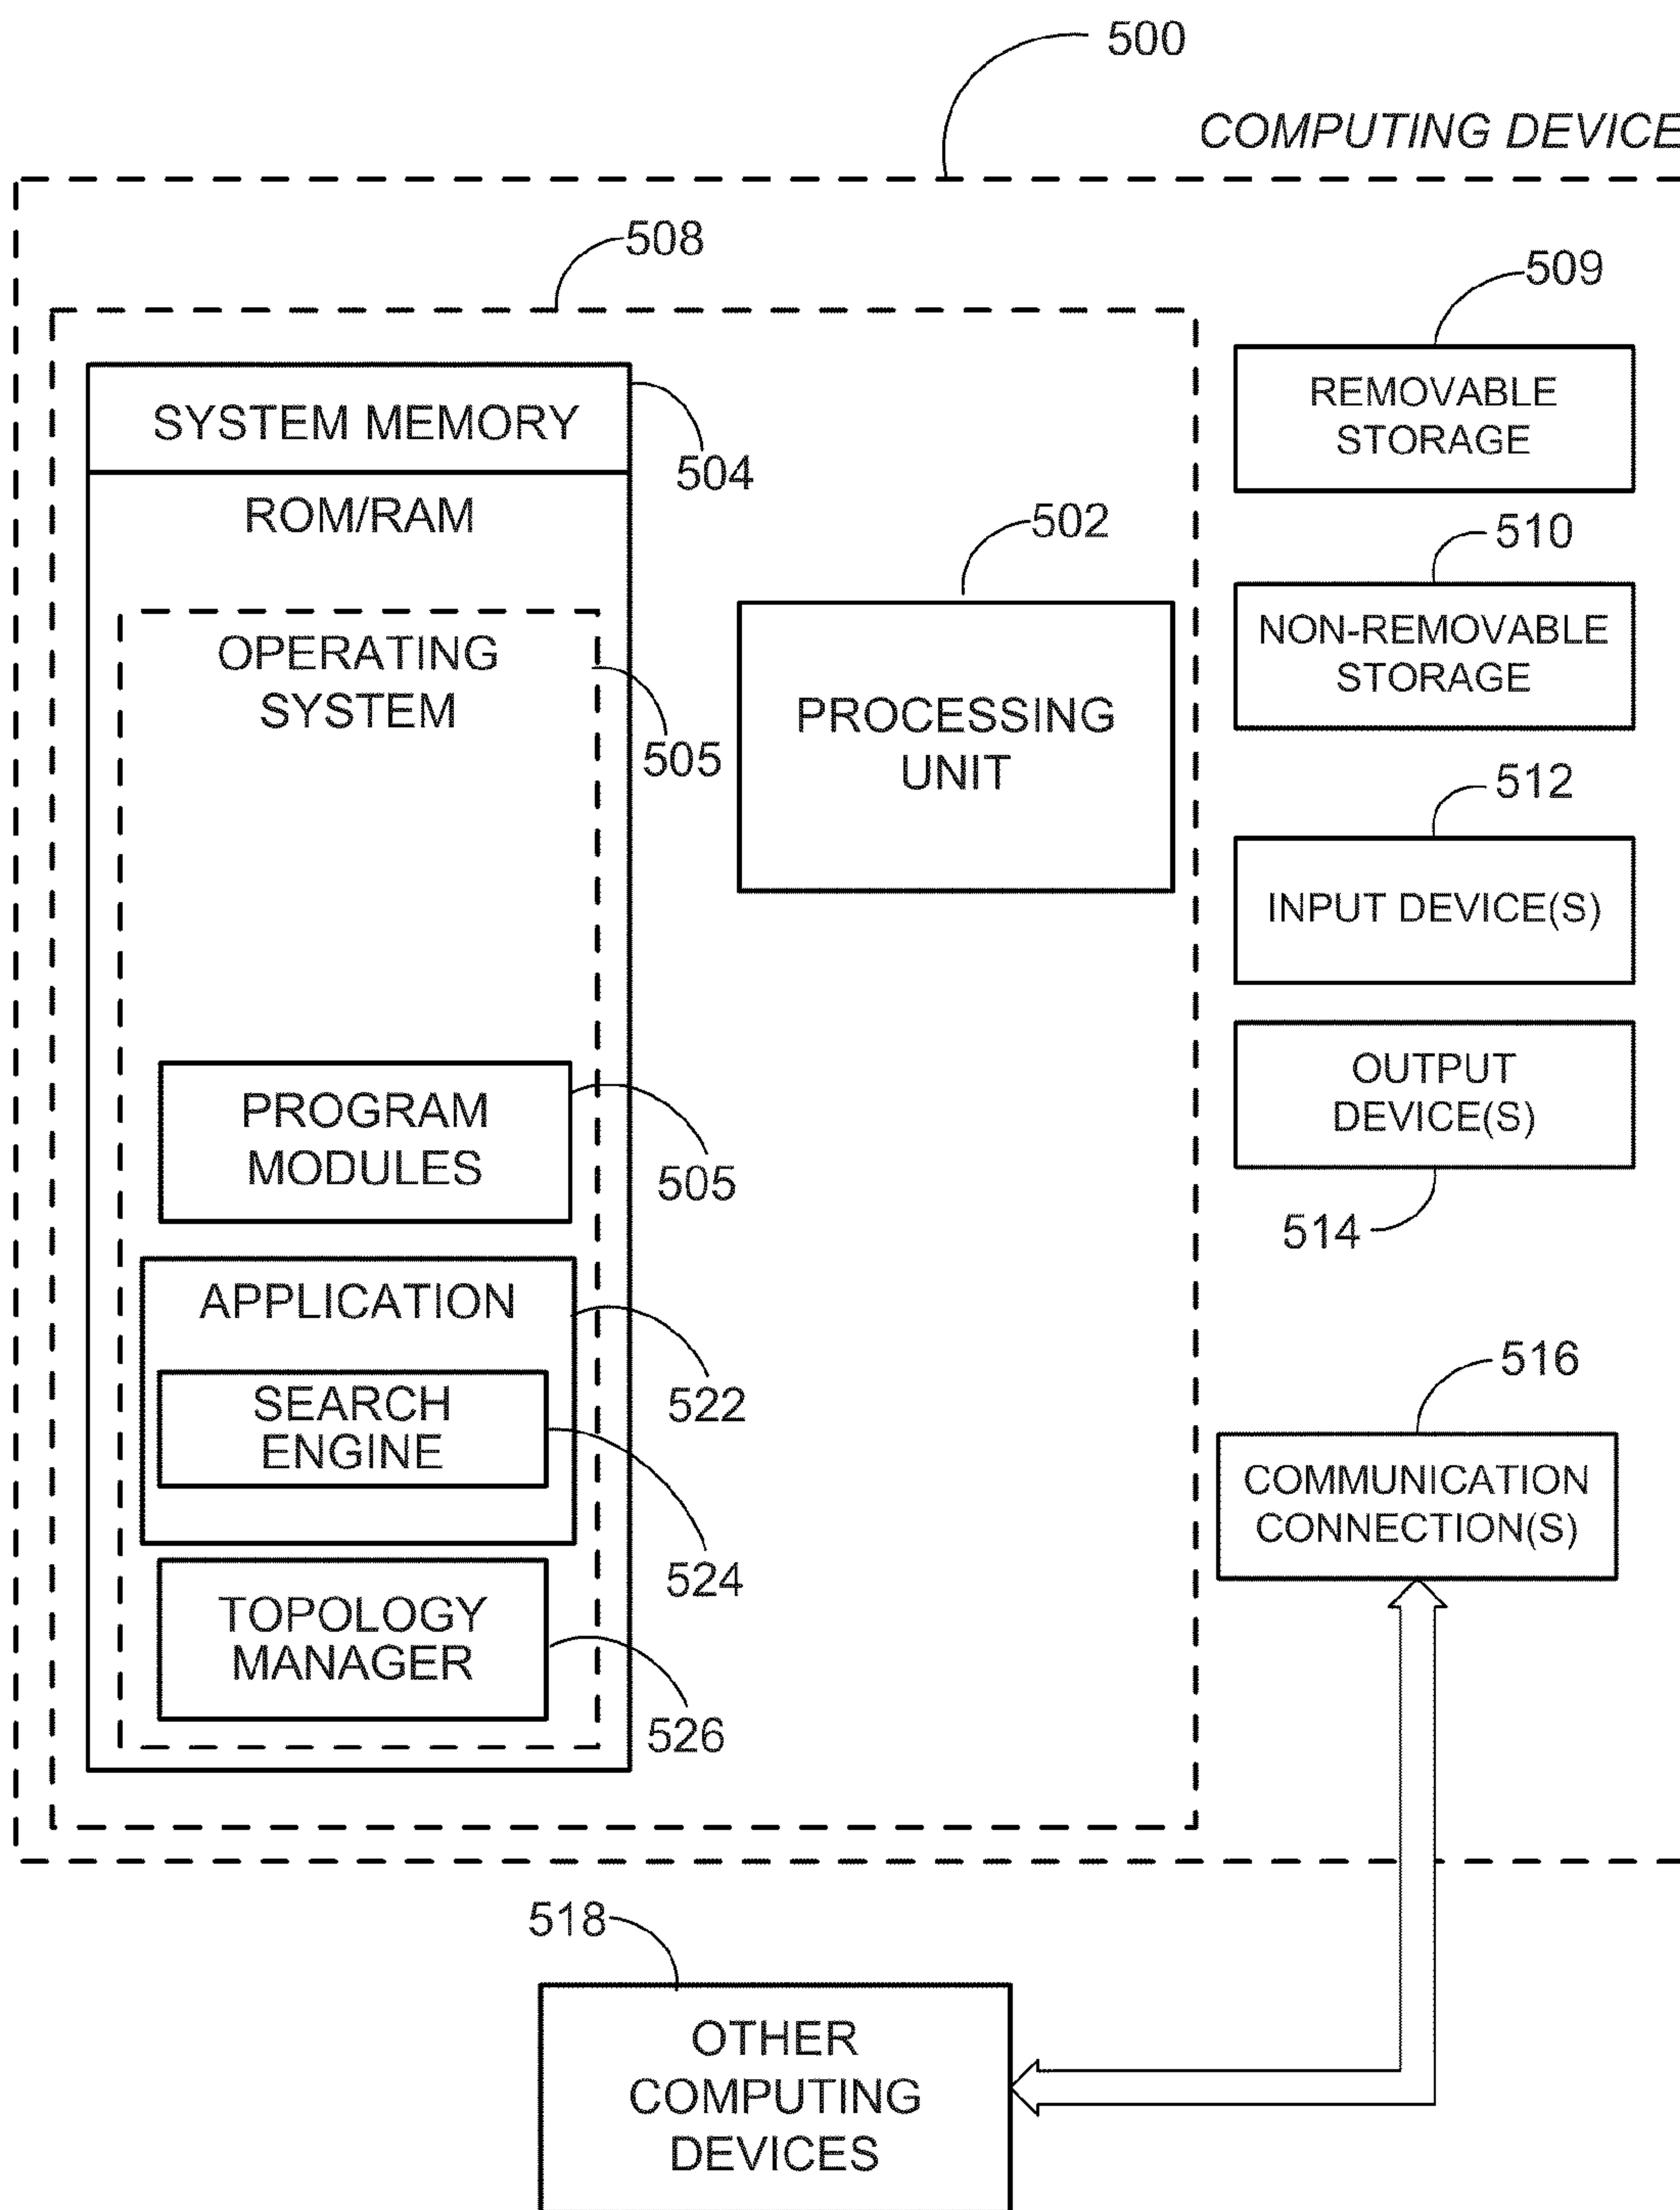 500
COMPUTING DEVICE
508
509
SYSTEM MEMORY
504
ROM/RAM
REMOVABLE
STORAGE
502
510
OPERATING
SYSTEM
505
PROCESSING
UNIT
NON-REMOVABLE
STORAGE
512
INPUT DEVICE(S)
OUTPUT
DEVICE(S)
514
PROGRAM
MODULES
505
APPLICATION
522
SEARCH
ENGINE
524
516
COMMUNICATION
CONNECTION(S)
TOPOLOGY
MANAGER
526
518
OTHER
COMPUTING
DEVICES